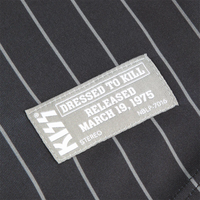 KISS
DRESSED TO KILL
RELEASED
MARCH 19, 1975
STEREO
NBLP-7016